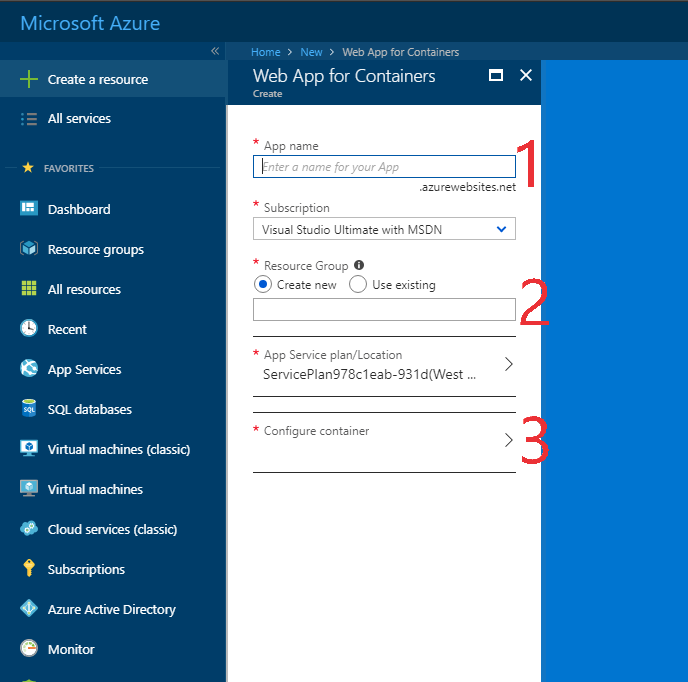 Microsoft Azure
«
Home > New > Web App for Containers
Create a resource
All services
FAVORITES
Dashboard
Resource groups
All resources
Recent
App Services
SQL databases
Virtual machines (classic)
Virtual machines
Cloud services (classic)
Subscriptions
Azure Active Directory
Monitor
Web App for Containers
Create
* App name
Enter a name for your App
1
.azurewebsites.net
* Subscription
Visual Studio Ultimate with MSDN
* Resource Group
Create new Use existing
2
* App Service plan/Location
ServicePlan978c1eab-931d(West ...
* Configure container
3